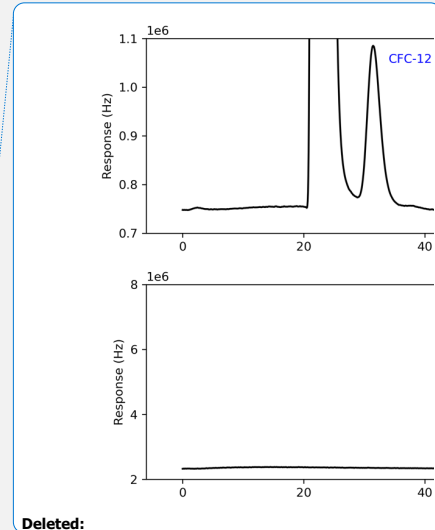 1e6
1.1
CFC-12
1.0
Response (Hz)
0.9
0.8
0.7
0 20 40
1e6
8
6
Response (Hz)
4
2
0 20 40
Deleted: